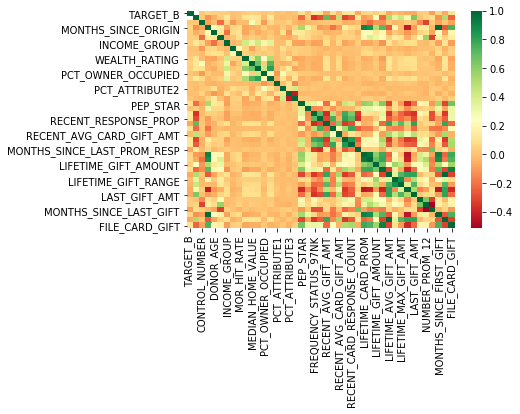 TARGET_B
MONTHS_SINCE_ORIGIN
INCOME_GROUP
WEALTH_RATING
PCT_OWNER_OCCUPIED
PCT_ATTRIBUTE2
PEP_STAR
RECENT_RESPONSE_PROP
RECENT_AVG_CARD_GIFT_AMT
MONTHS_SINCE_LAST_PROM_RESP
LIFETIME_GIFT_AMOUNT
LIFETIME_GIFT_RANGE
LAST_GIFT_AMT
MONTHS_SINCE_LAST_GIFT
FILE_CARD_GIFT
TARGET_B
CONTROL_NUMBER
DONOR_AGE
INCOME_GROUP
MOR_HIT_RATE
MEDIAN_HOME_VALUE
PCT_OWNER_OCCUPIED
PCT_ATTRIBUTE1
PCT_ATTRIBUTE3
PEP_STAR
FREQUENCY_STATUS_97NK
RECENT_AVG_GIFT_AMT
RECENT_AVG_CARD_GIFT_AMT
RECENT_CARD_RESPONSE_COUNT
LIFETIME_CARD_PROM
LIFETIME_GIFT_AMOUNT
LIFETIME_AVG_GIFT_AMT
LIFETIME_MAX_GIFT_AMT
LAST_GIFT_AMT
NUMBER_PROM_12
MONTHS_SINCE_FIRST_GIFT
FILE_CARD_GIFT
1.0
0.8
0.6
0.4
0.2
0.0
−0.2
−0.4